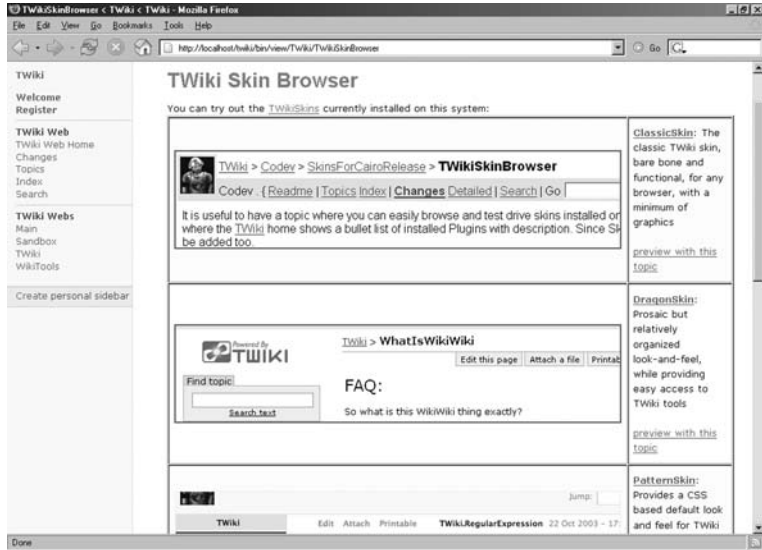 TWikiSkinBrowser < TWiki < TWiki - Mozilla Firefox
File Edit View Go Bookmarks Tools Help
http://localhost/twiki/bin/view/TWiki/TWikiSkinBrowser
Go
TWiki
Welcome
Register
TWiki Web
TWiki Web Home
Changes
Topics
Index
Search
TWiki Webs
Main
Sandbox
TWiki
WikiTools
Create personal sidebar
TWiki Skin Browser
You can try out the TWikiSkins currently installed on this system:
TWiki > Codev > SkinsForCairoRelease > TWikiSkinBrowser
Codev . { Readme | Topics Index | Changes Detailed | Search | Go
It is useful to have a topic where you can easily browse and test drive skins installed or
where the TWiki home shows a bullet list of installed Plugins with description. Since Sk
be added too.
ClassicSkin: The
classic TWiki skin,
bare bone and
functional, for any
browser, with a
minimum of
graphics
preview with this
topic
Powered By
TWIKI
Find topic
Search text
TWiki > WhatIsWikiWiki
Edit this page Attach a file Printab
FAQ:
So what is this WikiWiki thing exactly?
DragonSkin:
Prosaic but
relatively
organized
look-and-feel,
while providing
easy access to
TWiki tools
preview with this
topic
Jump:
TWiki
Edit Attach Printable
TWiki.RegularExpression 22 Oct 2003 - 17:
PatternSkin:
Provides a CSS
based default look
and feel for TWiki
Done